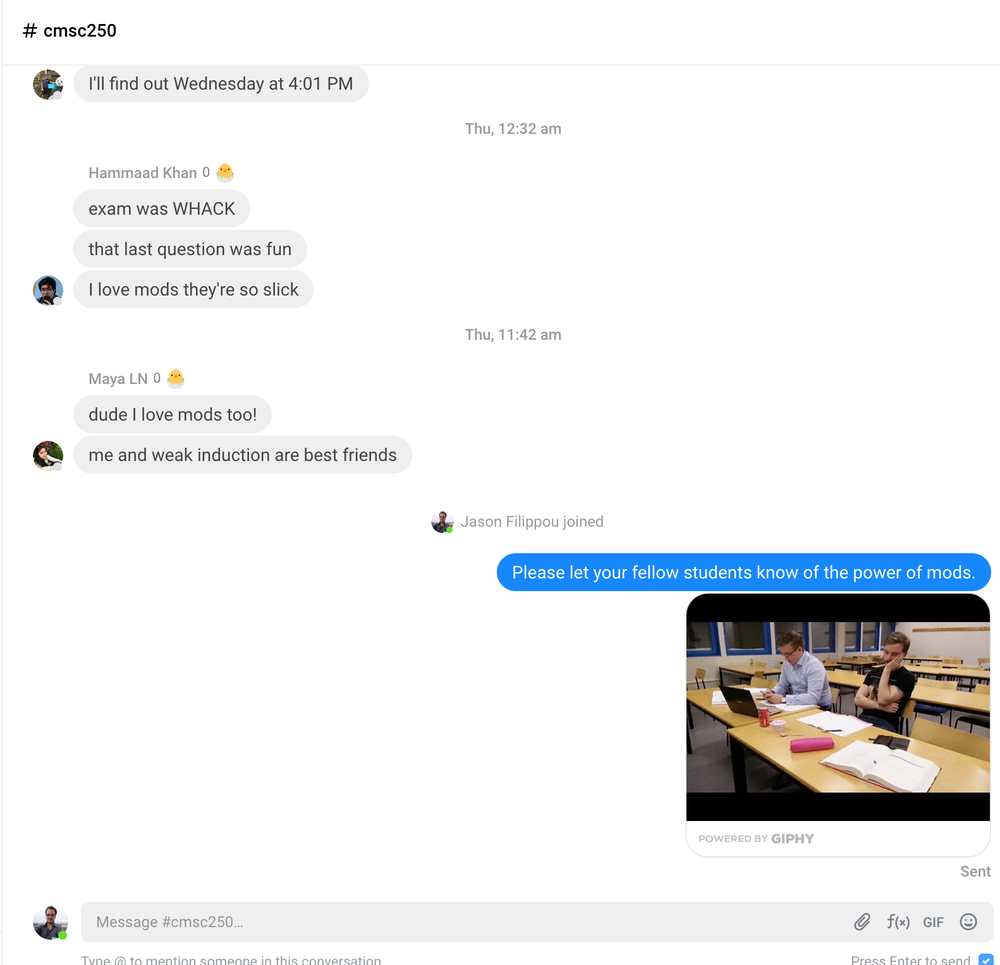 # cmsc250
I'll find out Wednesday at 4:01 PM
Thu, 12:32 am
Hammaad Khan 0
exam was WHACK
that last question was fun
I love mods they're so slick
Thu, 11:42 am
Maya LN 0
dude I love mods too!
me and weak induction are best friends
Jason Filippou joined
Please let your fellow students know of the power of mods.
POWERED BY GIPHY
Sent
Message #cmsc250...
f(x) GIF
Type @ to mention someone in this conversation
Press Enter to send